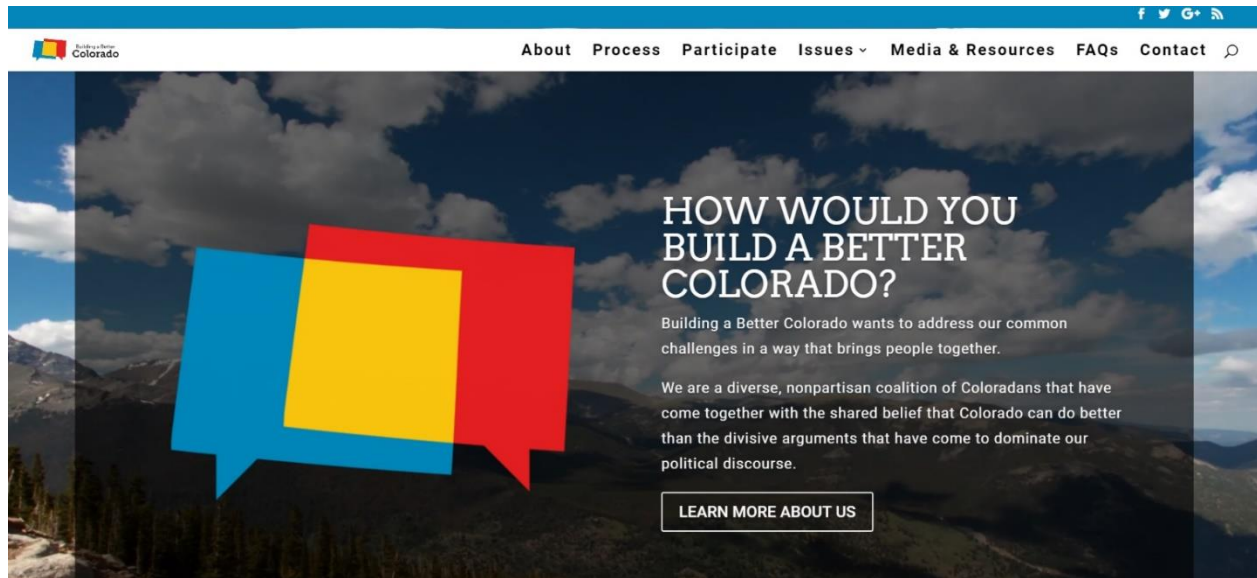 f G+
Building a Better
Colorado
About Process Participate Issues Media & Resources FAQs Contact
HOW WOULD YOU
BUILD A BETTER
COLORADO?
Building a Better Colorado wants to address our common
challenges in a way that brings people together.
We are a diverse, nonpartisan coalition of Coloradans that have
come together with the shared belief that Colorado can do better
than the divisive arguments that have come to dominate our
political discourse.
LEARN MORE ABOUT US